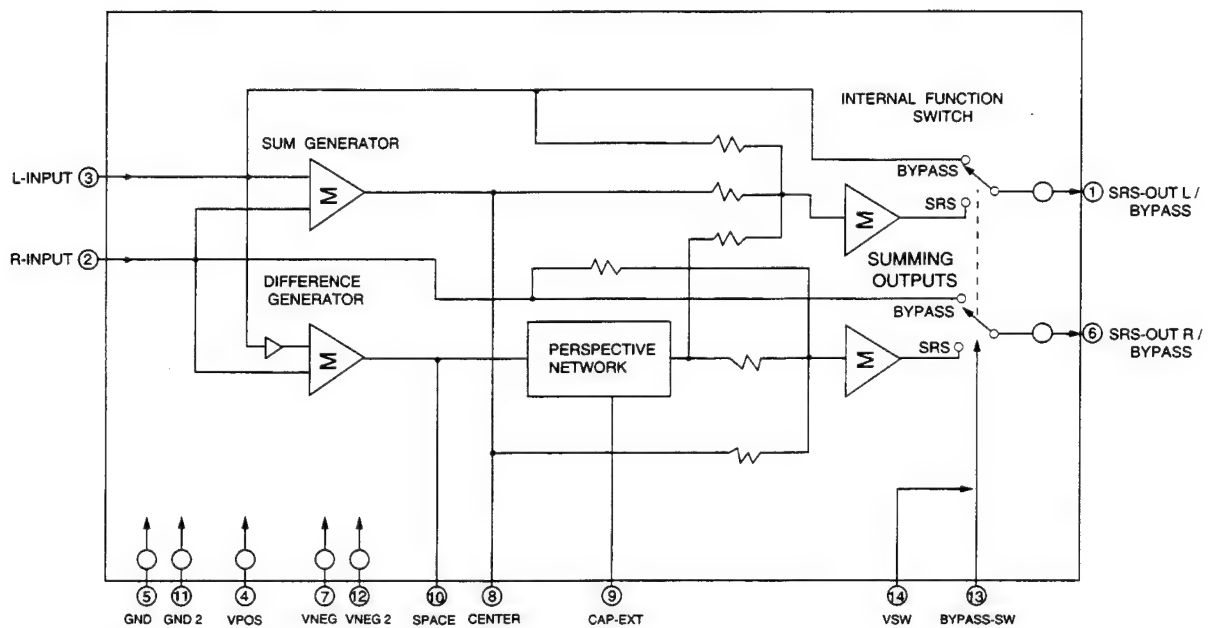 INTERNAL FUNCTION
SWITCH
SUM GENERATOR
L-INPUT 3
BYPASS
M
M
SRS
1 SRS-OUT L /
BYPASS
R-INPUT 2
DIFFERENCE
GENERATOR
SUMMING
OUTPUTS
BYPASS
M
PERSPECTIVE
NETWORK
M
SRS
6 SRS-OUT R /
BYPASS
5 11 4 7 12 10 8 9 14 13
GND GND 2 VPOS VNEG VNEG 2 SPACE CENTER CAP-EXT VSW BYPASS-SW